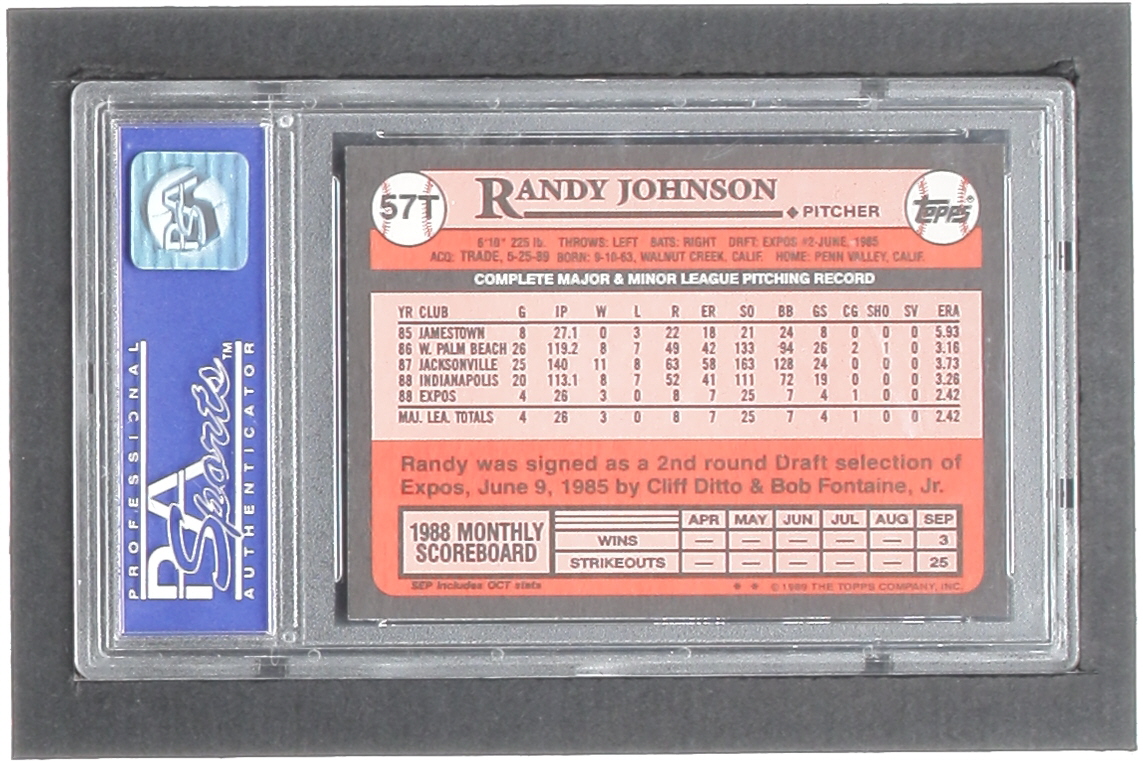 57T
RANDY JOHNSON
PITCHER
topps®
6'10" 225 lb. THROWS: LEFT BATS: RIGHT DRFT: EXPOS #2-JUNE, 1985
ACQ: TRADE, 5-25-89 BORN: 9-10-63, WALNUT CREEK, CALIF. HOME: PENN VALLEY, CALIF.
COMPLETE MAJOR & MINOR LEAGUE PITCHING RECORD
YR CLUB G IP W L R ER SO BB GS CG SHO SV ERA
85 JAMESTOWN 8 27.1 0 3 22 18 21 24 8 0 0 0 5.93
86 W. PALM BEACH 26 119.2 8 7 49 42 133 94 26 2 1 0 3.16
87 JACKSONVILLE 25 140 11 8 63 58 163 128 24 0 0 0 3.73
88 INDIANAPOLIS 20 113.1 8 7 52 41 111 72 19 0 0 0 3.26
88 EXPOS 4 26 3 0 8 7 25 7 4 1 0 0 2.42
MAJ. LEA. TOTALS 4 26 3 0 8 7 25 7 4 1 0 0 2.42
Randy was signed as a 2nd round Draft selection of
Expos, June 9, 1985 by Cliff Ditto & Bob Fontaine, Jr.
1988 MONTHLY
SCOREBOARD
APR MAY JUN JUL AUG SEP
WINS — — — — — 3
STRIKEOUTS — — — — — 25
SEP includes OCT stats
* * © 1989 THE TOPPS COMPANY, INC.
PSA
PROFESSIONAL
PSA
Sports™
AUTHENTICATOR